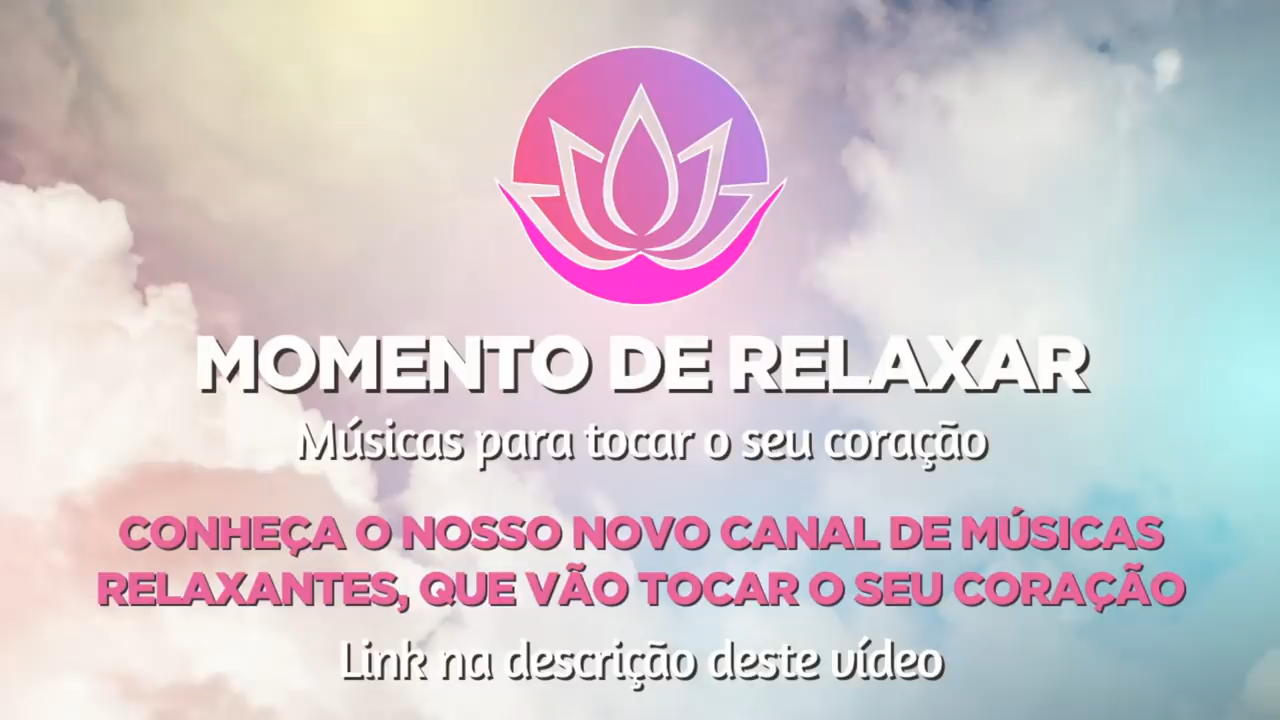 MOMENTO DE RELAXAR
Músicas para tocar o seu coração
CONHEÇA O NOSSO NOVO CANAL DE MÚSICAS
RELAXANTES, QUE VÃO TOCAR O SEU CORAÇÃO
Link na descrição deste vídeo